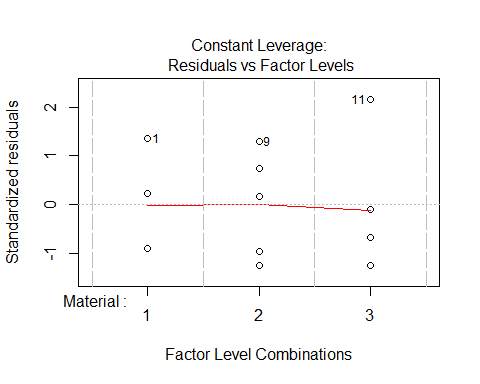 Constant Leverage:
Residuals vs Factor Levels
Standardized residuals
2
1
0
-1
1
9
11
Material :
1
2
3
Factor Level Combinations